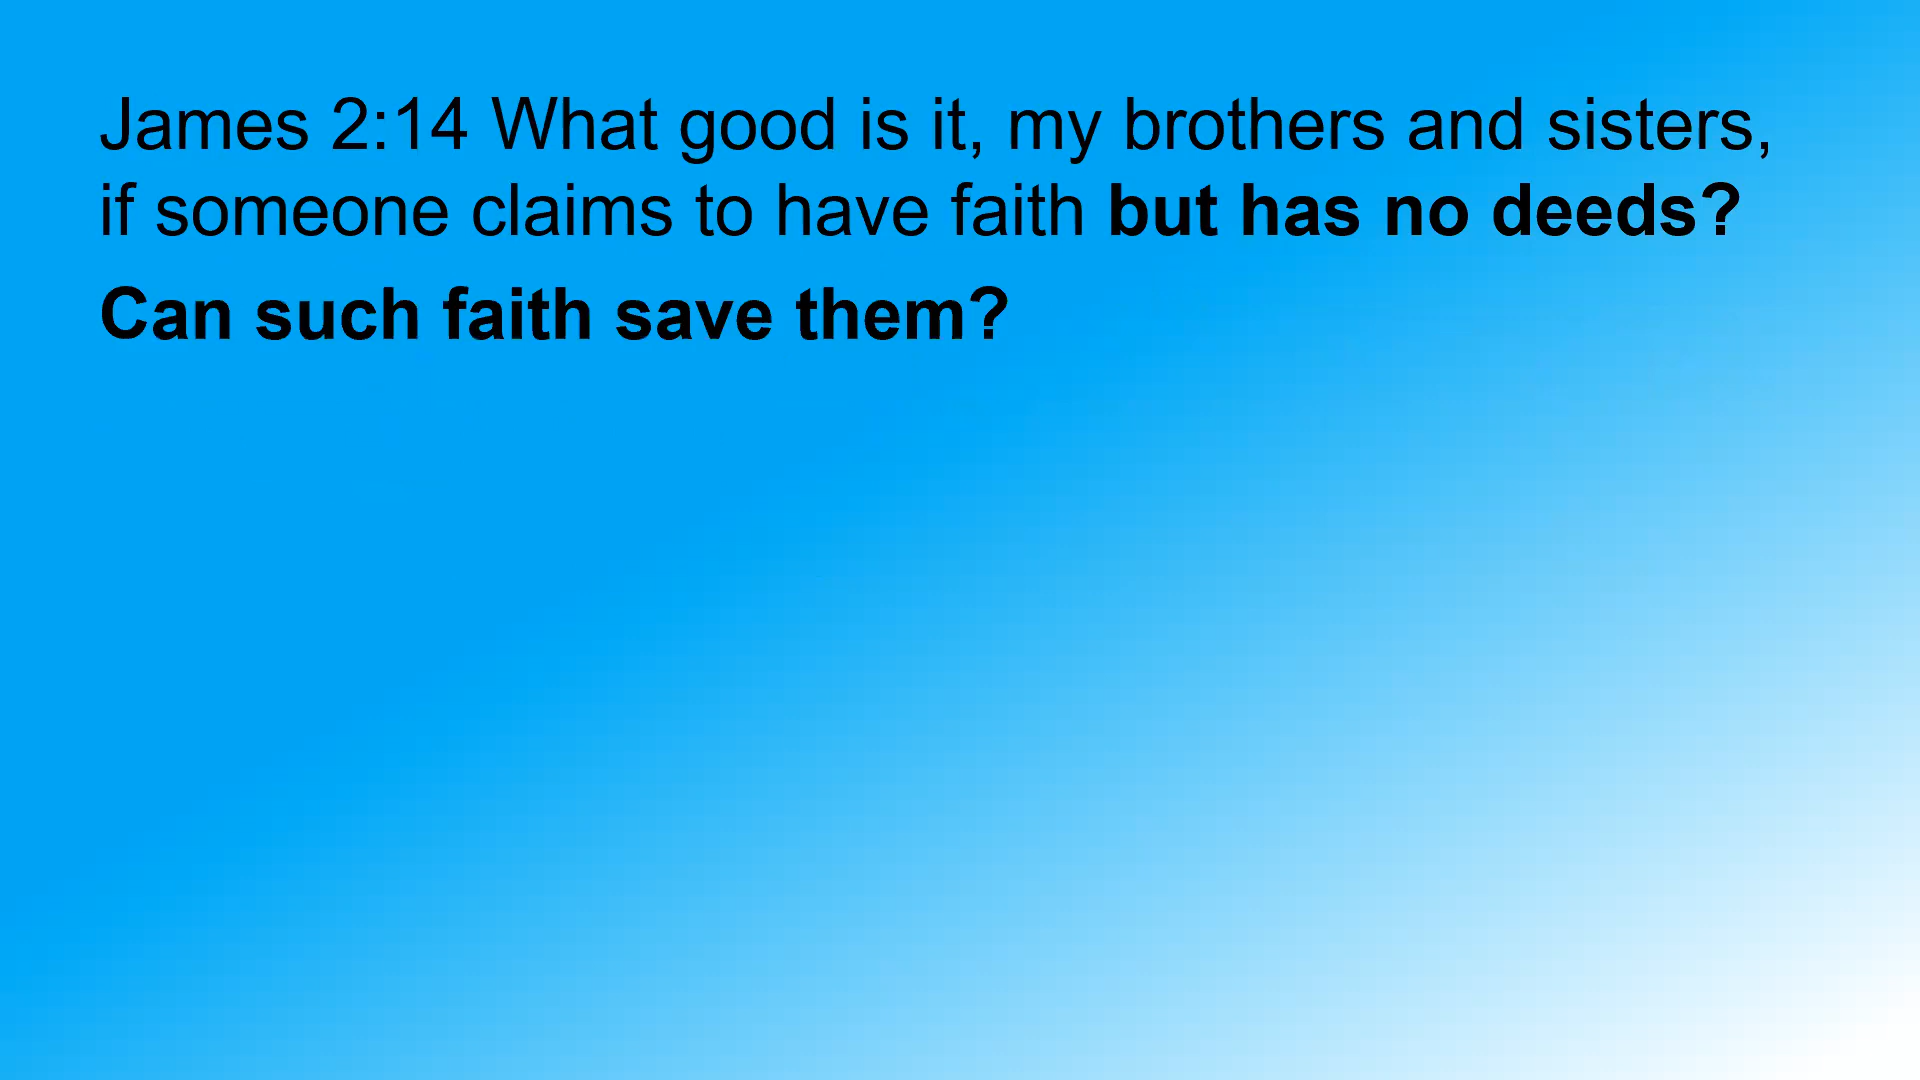 James 2:14 What good is it, my brothers and sisters,
if someone claims to have faith but has no deeds?
Can such faith save them?